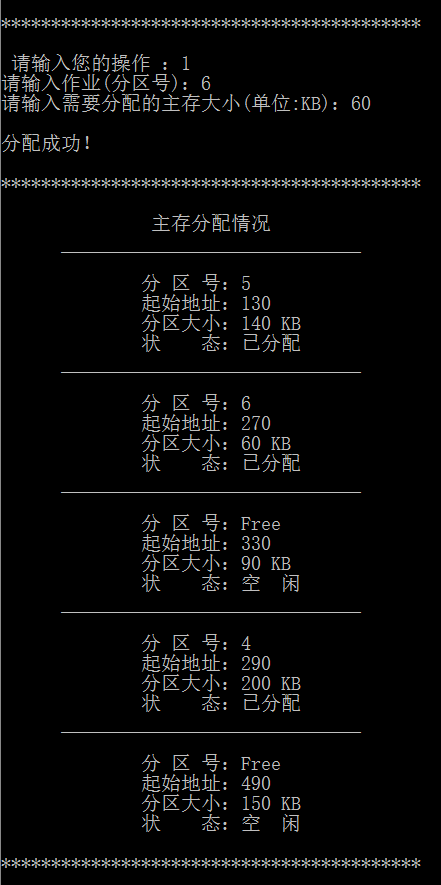 ******************************************
请输入您的操作 ：1
请输入作业(分区号)：6
请输入需要分配的主存大小(单位:KB)：60
分配成功！
******************************************
主存分配情况
分 区 号：5
起始地址：130
分区大小：140 KB
状　　态：已分配
分 区 号：6
起始地址：270
分区大小：60 KB
状　　态：已分配
分 区 号：Free
起始地址：330
分区大小：90 KB
状　　态：空　闲
分 区 号：4
起始地址：290
分区大小：200 KB
状　　态：已分配
分 区 号：Free
起始地址：490
分区大小：150 KB
状　　态：空　闲
******************************************